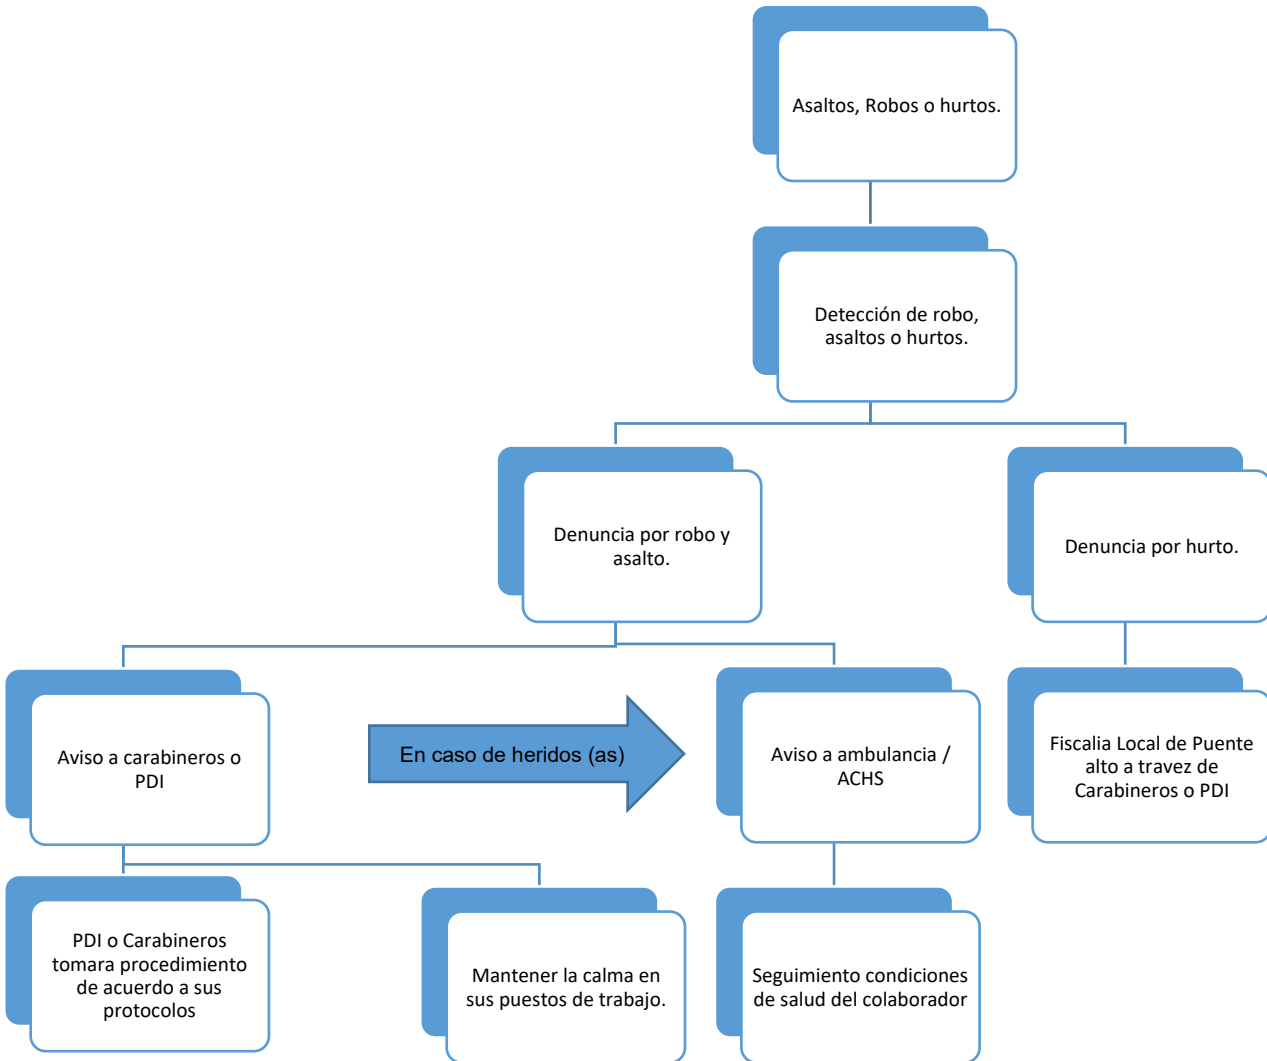 Asaltos, Robos o hurtos.
Detección de robo,
asaltos o hurtos.
Denuncia por robo y
asalto.
Denuncia por hurto.
Aviso a carabineros o
PDI
En caso de heridos (as)
Aviso a ambulancia /
ACHS
Fiscalia Local de Puente
alto a travez de
Carabineros o PDI
PDI o Carabineros
tomara procedimiento
de acuerdo a sus
protocolos
Mantener la calma en
sus puestos de trabajo.
Seguimiento condiciones
de salud del colaborador